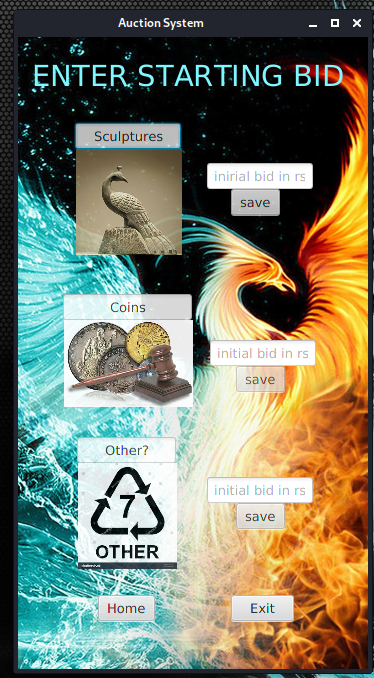 Auction System
ENTER STARTING BID
Sculptures
inirial bid in rs
save
Coins
initial bid in rs
save
Other?
7
OTHER
initial bid in rs
save
Home
Exit